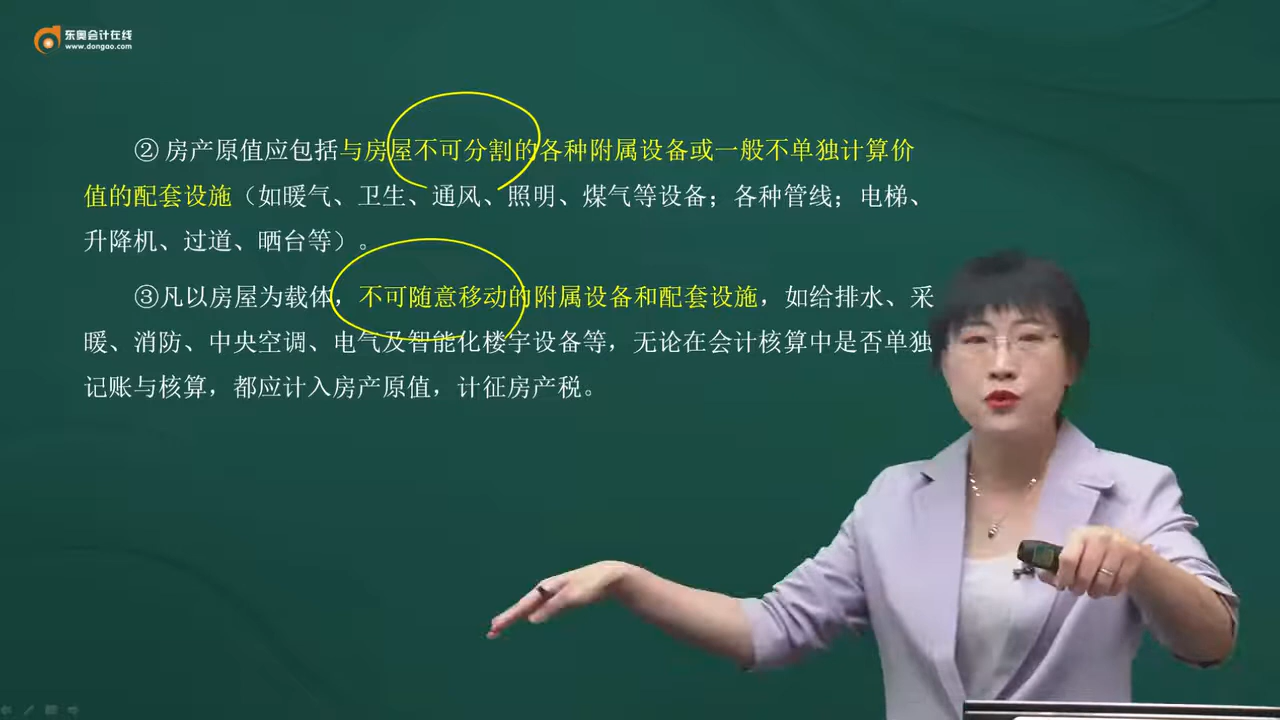 东奥会计在线
www.dongao.com
② 房产原值应包括与房屋不可分割的各种附属设备或一般不单独计算价
值的配套设施（如暖气、卫生、通风、照明、煤气等设备；各种管线；电梯、
升降机、过道、晒台等）。
③凡以房屋为载体，不可随意移动的附属设备和配套设施，如给排水、采
暖、消防、中央空调、电气及智能化楼宇设备等，无论在会计核算中是否单独
记账与核算，都应计入房产原值，计征房产税。